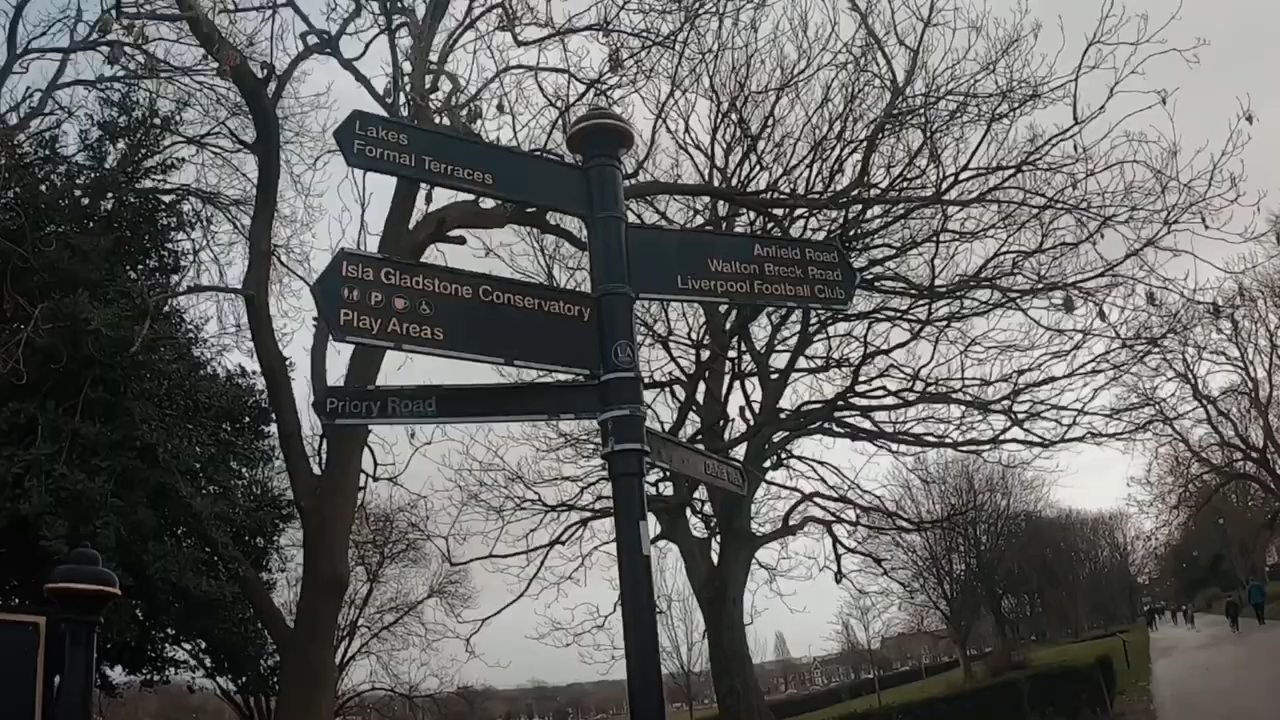 Lakes
Formal Terraces
Isla Gladstone Conservatory
P
Play Areas
Priory Road
Anfield Road
Walton Breck Road
Liverpool Football Club